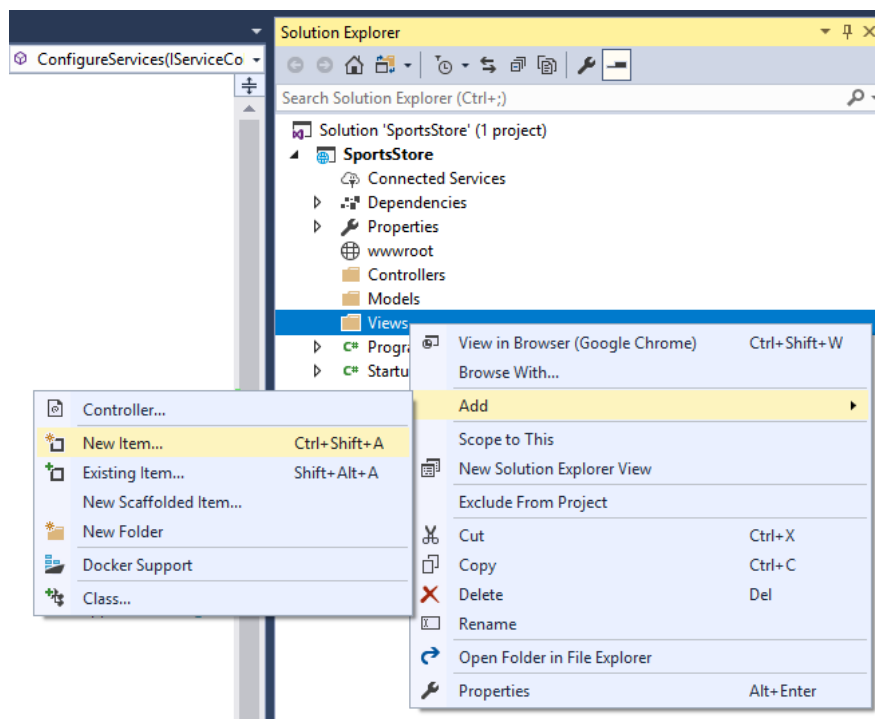 Solution Explorer
ConfigureServices(IServiceCo
Search Solution Explorer (Ctrl+;)
Solution 'SportsStore' (1 project)
SportsStore
Connected Services
Dependencies
Properties
wwwroot
Controllers
Models
Views
C# Progra
C# Startu
View in Browser (Google Chrome) Ctrl+Shift+W
Browse With...
Add
Scope to This
New Solution Explorer View
Exclude From Project
Cut Ctrl+X
Copy Ctrl+C
Delete Del
Rename
Open Folder in File Explorer
Properties Alt+Enter
Controller...
New Item... Ctrl+Shift+A
Existing Item... Shift+Alt+A
New Scaffolded Item...
New Folder
Docker Support
Class...